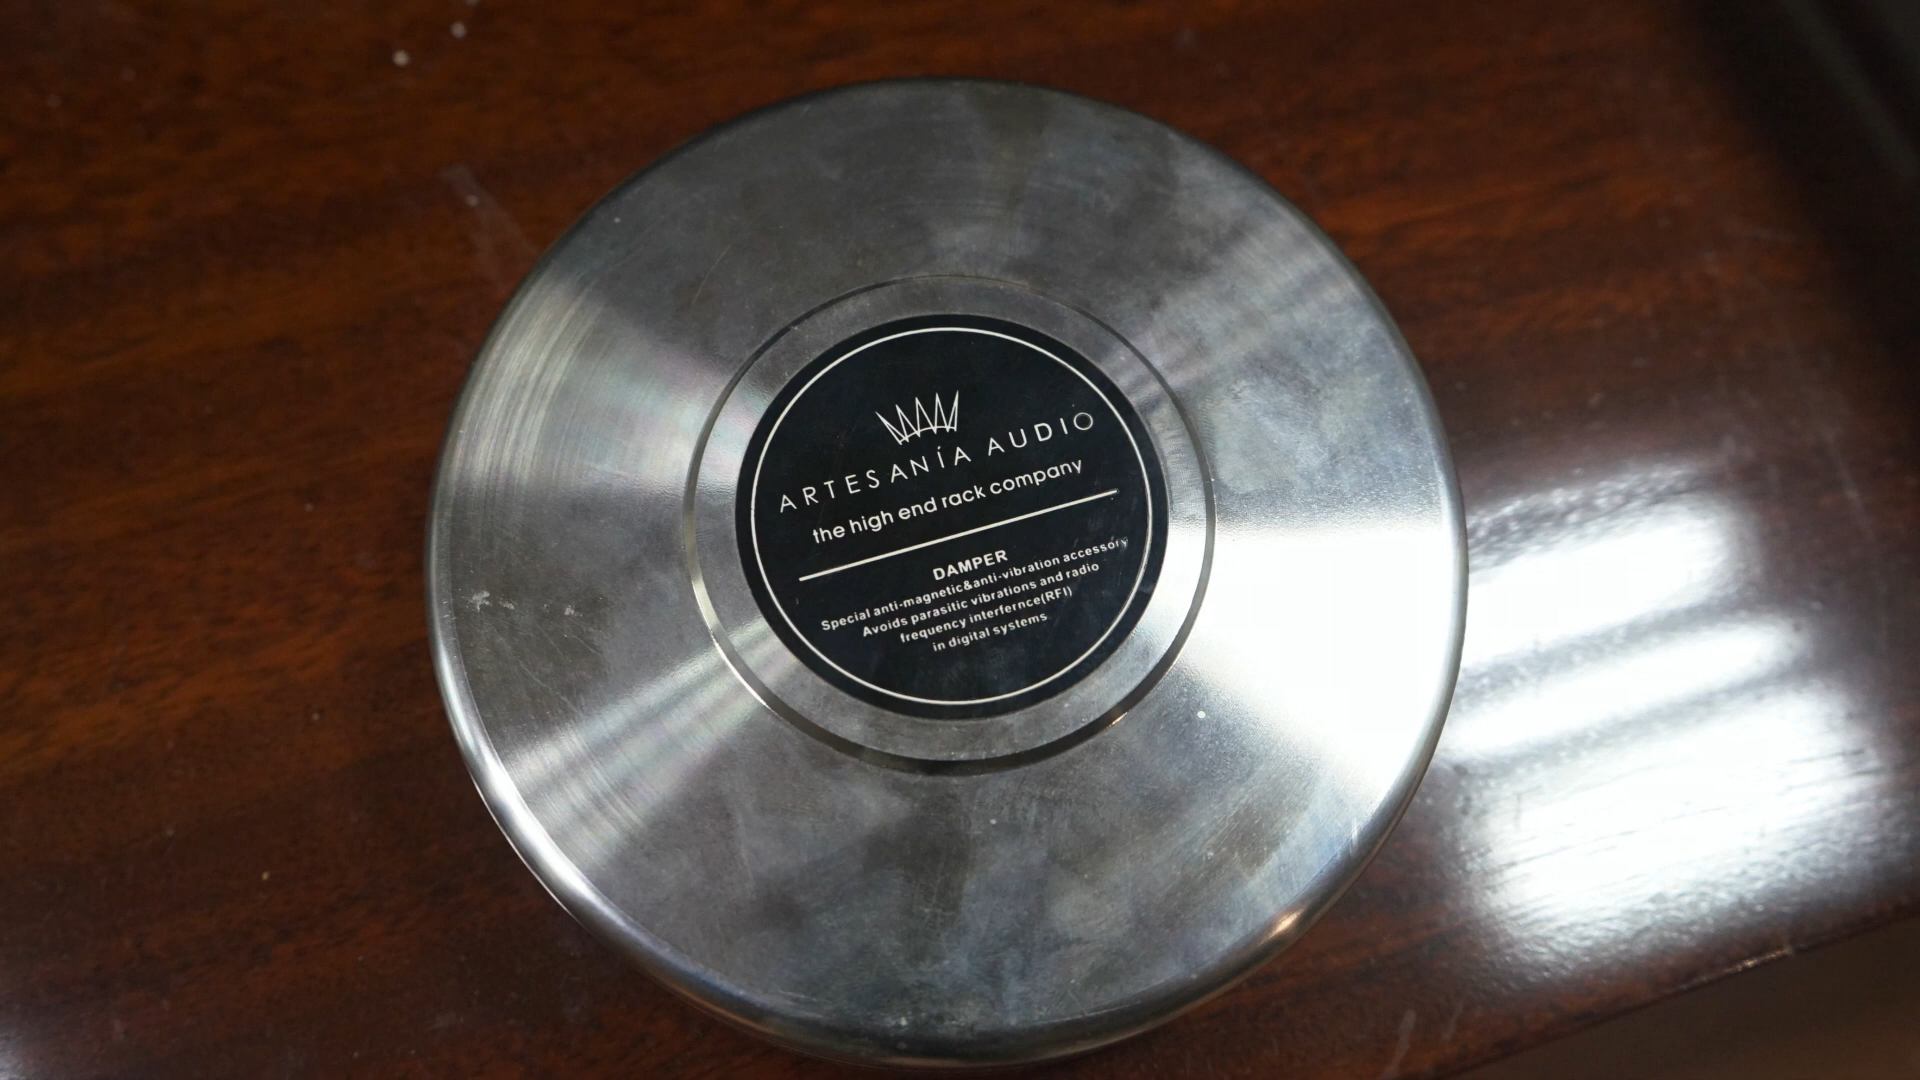 ARTESANÍA AUDIO
the high end rack company
DAMPER
Special anti-magnetic&anti-vibration accessory
Avoids parasitic vibrations and radio
frequency interfernce(RFI)
in digital systems